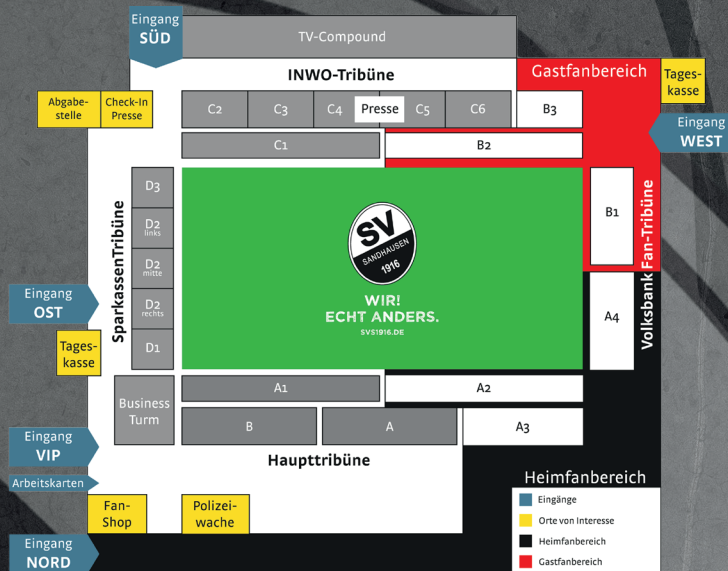 Eingang
SÜD
TV-Compound
INWO-Tribüne
Gastfanbereich
Tages-
kasse
Abgabe-
stelle
Check-In
Presse
C2
C3
C4
Presse
C5
C6
B3
Eingang
WEST
C1
B2
SparkassenTribüne
D3
D2
links
D2
mitte
D2
rechts
D1
SV
SANDHAUSEN
1916
WIR!
ECHT ANDERS.
SVS1916.DE
B1
A4
Volksbank Fan-Tribüne
Eingang
OST
Tages-
kasse
Business
Turm
A1
A2
B
A
A3
Eingang
VIP
Arbeitskarten
Haupttribüne
Heimfanbereich
Fan-
Shop
Polizei-
wache
Eingang
NORD
Eingänge
Orte von Interesse
Heimfanbereich
Gastfanbereich